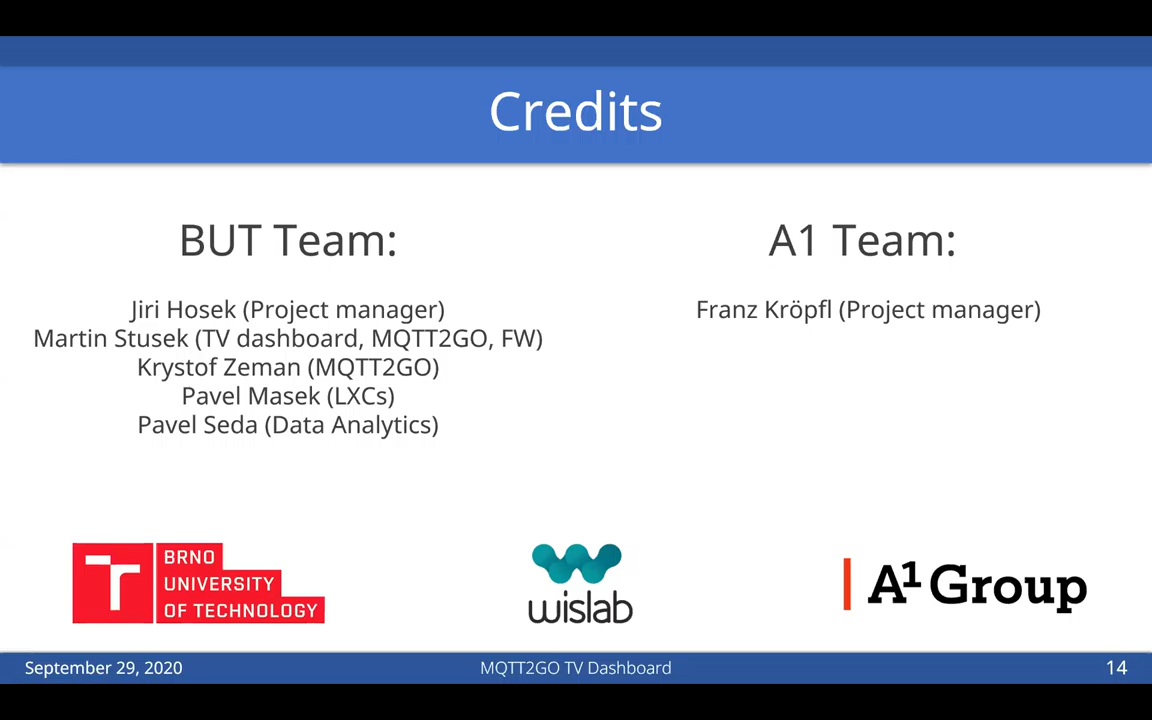 Credits
BUT Team:
Jiri Hosek (Project manager)
Martin Stusek (TV dashboard, MQTT2GO, FW)
Krystof Zeman (MQTT2GO)
Pavel Masek (LXCs)
Pavel Seda (Data Analytics)
A1 Team:
Franz Kröpfl (Project manager)
T BRNO
UNIVERSITY
OF TECHNOLOGY
wislab
A1 Group
September 29, 2020
MQTT2GO TV Dashboard
14